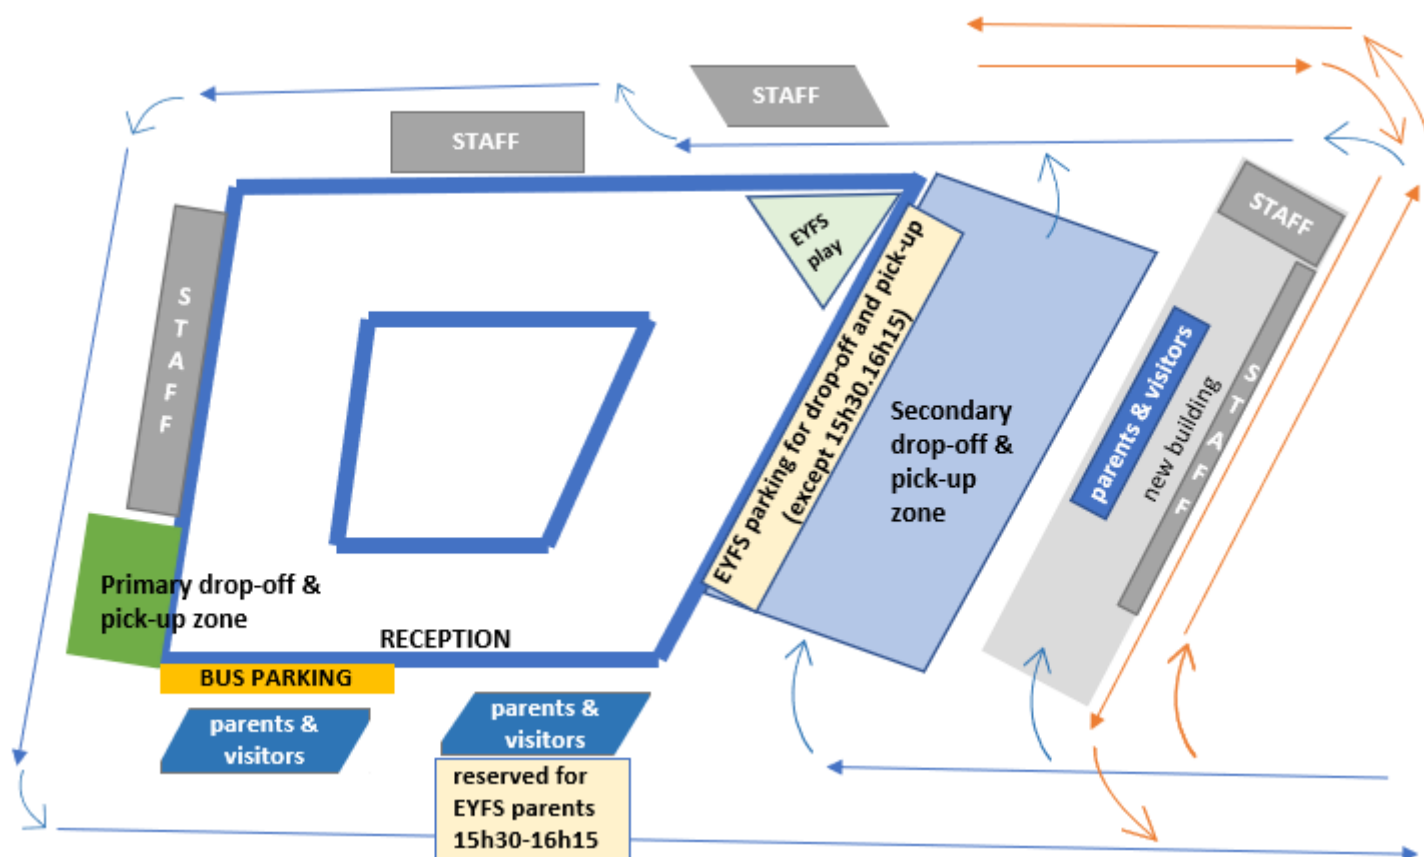 STAFF
STAFF
STAFF
EYFS
play
EYFS parking for drop-off and pick-up
(except 15h30.16h15)
Secondary
drop-off &
pick-up
zone
parents & visitors
new building
STAFF
STAFF
Primary drop-off &
pick-up zone
RECEPTION
BUS PARKING
parents &
visitors
parents &
visitors
reserved for
EYFS parents
15h30-16h15